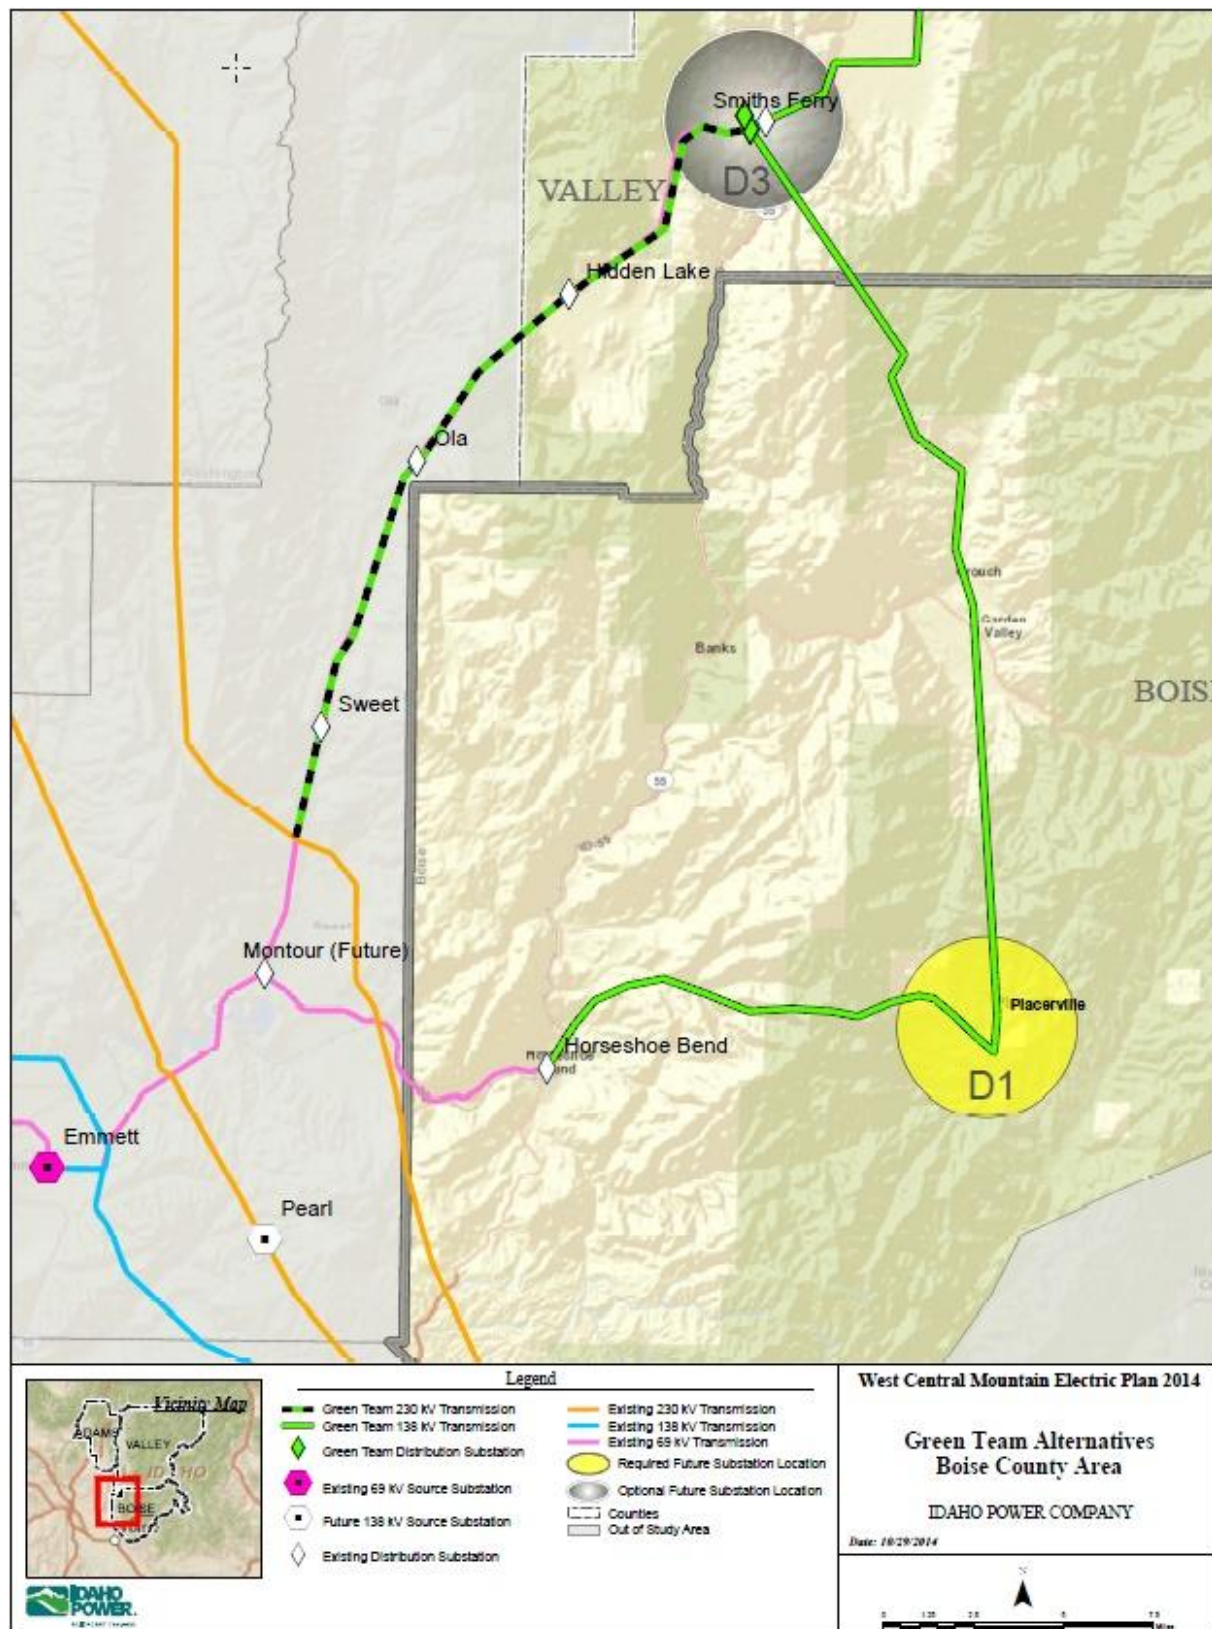 Smiths Ferry
D3
VALLEY
55
Hidden Lake
Ola
Crouch
Garden
Valley
Banks
BOIS
Sweet
55
Boise
Montour (Future)
Placerville
Horseshoe Bend
D1
Emmett
Pearl
Vicinity Map
ADAMS
VALLEY
IDAHO
BOISE
IDAHO
POWER.
Legend
Green Team 230 kV Transmission
Green Team 138 kV Transmission
Green Team Distribution Substation
Existing 69 kV Source Substation
Future 138 kV Source Substation
Existing Distribution Substation
Existing 230 kV Transmission
Existing 138 kV Transmission
Existing 69 kV Transmission
Required Future Substation Location
Optional Future Substation Location
Counties
Out of Study Area
West Central Mountain Electric Plan 2014
Green Team Alternatives
Boise County Area
IDAHO POWER COMPANY
Date: 10/29/2014
N